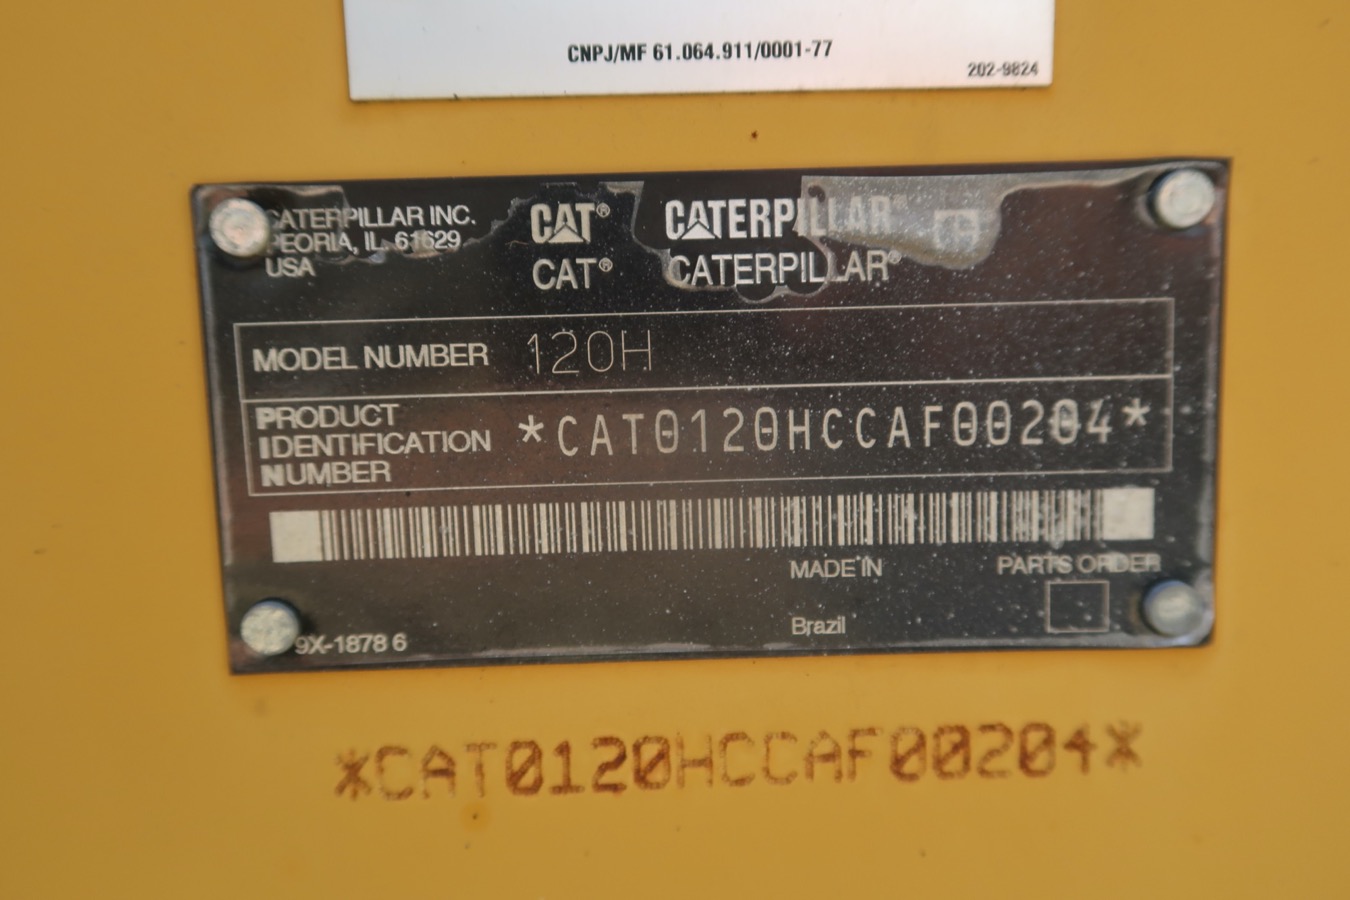 CNPJ/MF 61.064.911/0001-77
202-9824
CATERPILLAR INC.
PEORIA, IL 61629
USA
CAT® CATERPILLAR®
CAT® CATERPILLAR®
MODEL NUMBER 120H
PRODUCT
IDENTIFICATION
NUMBER
*CAT0120HCCAF00204*
MADE IN
Brazil
PARTS ORDER
9X-1878 6
*CAT0120HCCAF00204*